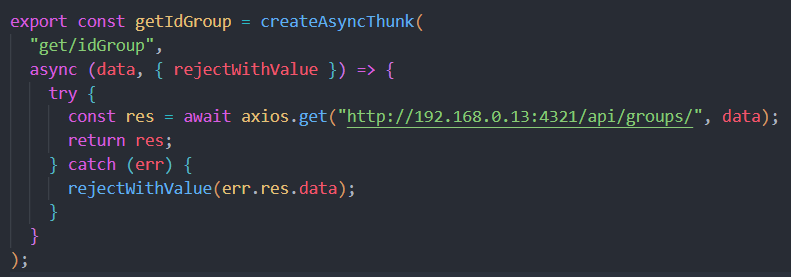 export const getIdGroup = createAsyncThunk(
"get/idGroup",
async (data, { rejectWithValue }) => {
try {
const res = await axios.get("http://192.168.0.13:4321/api/groups/", data);
return res;
} catch (err) {
rejectWithValue(err.res.data);
}
}
);